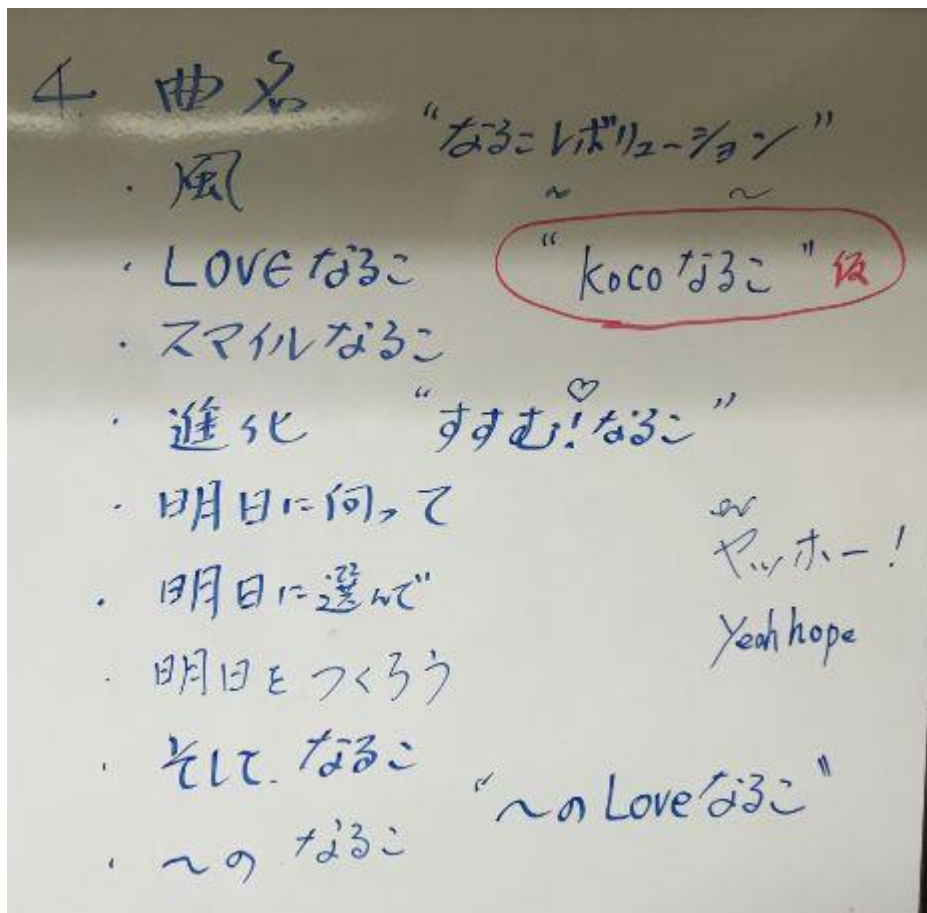 4 曲名
"なるこレボリューション"
・風
～ ～
・LOVEなるこ
"kocoなるこ" 仮
・スマイルなるこ
・進化
"すすむ！♡なるこ"
・明日に向って
or
ヤッホー！
・明日に選んで
Yeah hope
・明日をつくろう
・そして、なるこ
"～のLoveなるこ"
・～の なるこ